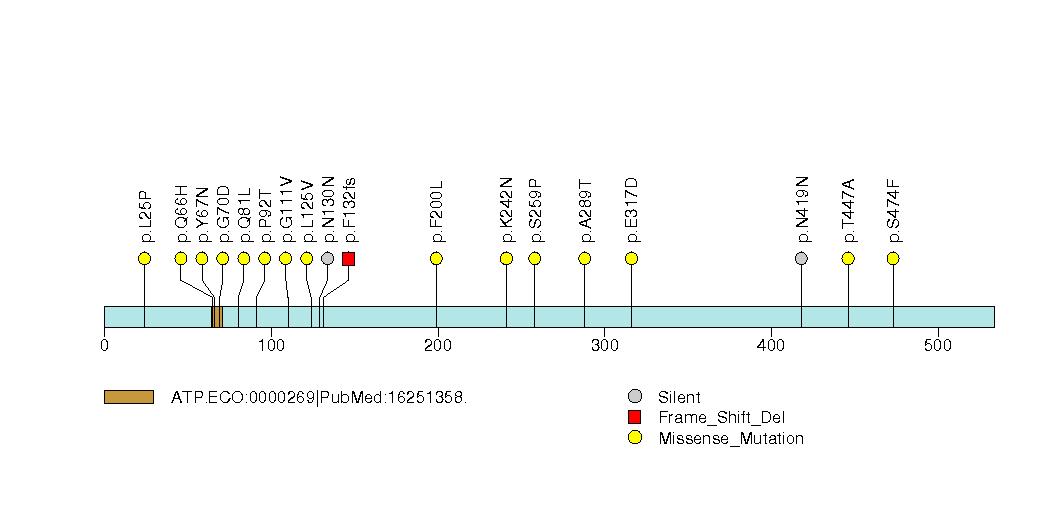 p.L25P
p.Q66H
p.Y67N
p.G70D
p.Q81L
p.P92T
p.G111V
p.L125V
p.N130N
p.F132fs
p.F200L
p.K242N
p.S259P
p.A289T
p.E317D
p.N419N
p.T447A
p.S474F
0 100 200 300 400 500
ATP.ECO:0000269|PubMed:16251358.
Silent
Frame_Shift_Del
Missense_Mutation